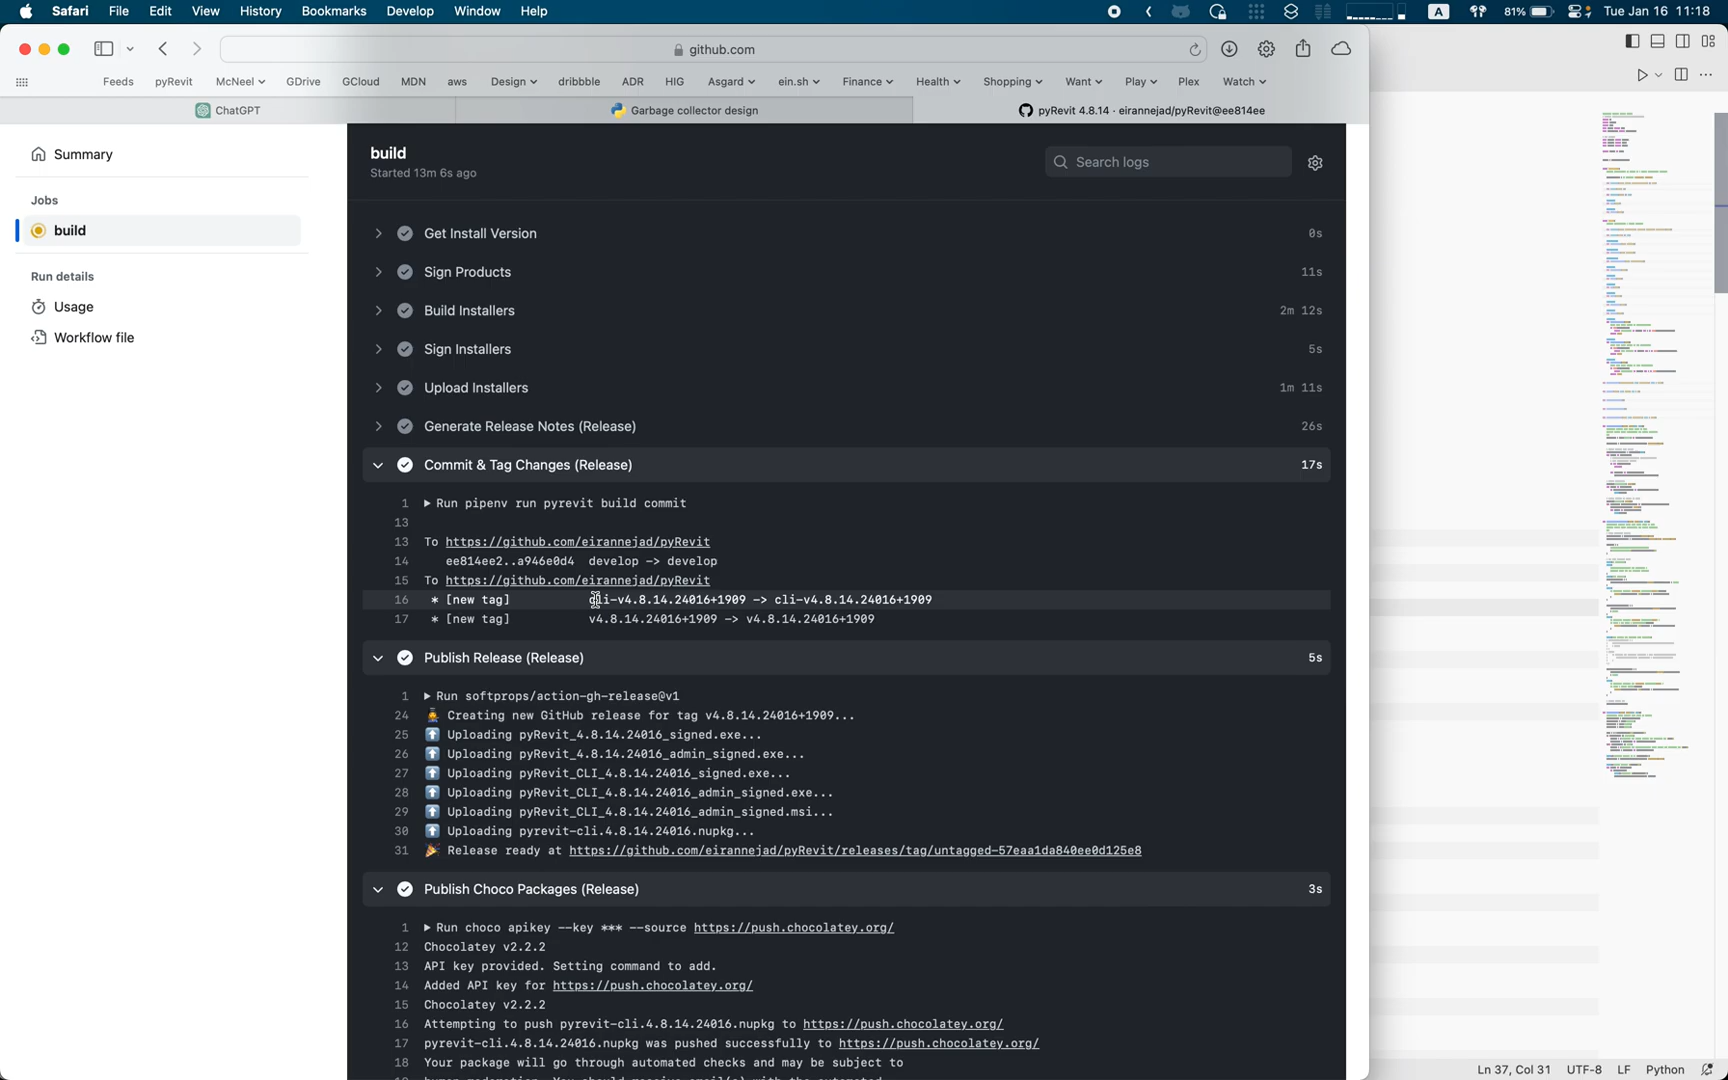 Safari File Edit View History Bookmarks Develop Window Help
A 81% Tue Jan 16 11:18
github.com
Feeds pyRevit McNeel GDrive GCloud MDN aws Design dribbble ADR HIG Asgard ein.sh Finance Health Shopping Want Play Plex Watch
ChatGPT
Garbage collector design
pyRevit 4.8.14 · eirannejad/pyRevit@ee814ee
Summary
Jobs
build
Run details
Usage
Workflow file
build
Started 13m 6s ago
Search logs
Get Install Version 0s
Sign Products 11s
Build Installers 2m 12s
Sign Installers 5s
Upload Installers 1m 11s
Generate Release Notes (Release) 26s
Commit & Tag Changes (Release) 17s
1 Run pipenv run pyrevit build commit
13
13 To https://github.com/eirannejad/pyRevit
14 ee814ee2..a946e0d4 develop -> develop
15 To https://github.com/eirannejad/pyRevit
16 * [new tag] cli-v4.8.14.24016+1909 -> cli-v4.8.14.24016+1909
17 * [new tag] v4.8.14.24016+1909 -> v4.8.14.24016+1909
Publish Release (Release) 5s
1 Run softprops/action-gh-release@v1
24 Creating new GitHub release for tag v4.8.14.24016+1909...
25 Uploading pyRevit_4.8.14.24016_signed.exe...
26 Uploading pyRevit_4.8.14.24016_admin_signed.exe...
27 Uploading pyRevit_CLI_4.8.14.24016_signed.exe...
28 Uploading pyRevit_CLI_4.8.14.24016_admin_signed.exe...
29 Uploading pyRevit_CLI_4.8.14.24016_admin_signed.msi...
30 Uploading pyrevit-cli.4.8.14.24016.nupkg...
31 Release ready at https://github.com/eirannejad/pyRevit/releases/tag/untagged-57eaa1da840ee0d125e8
Publish Choco Packages (Release) 3s
1 Run choco apikey --key *** --source https://push.chocolatey.org/
12 Chocolatey v2.2.2
13 API key provided. Setting command to add.
14 Added API key for https://push.chocolatey.org/
15 Chocolatey v2.2.2
16 Attempting to push pyrevit-cli.4.8.14.24016.nupkg to https://push.chocolatey.org/
17 pyrevit-cli.4.8.14.24016.nupkg was pushed successfully to https://push.chocolatey.org/
18 Your package will go through automated checks and may be subject to
Ln 37, Col 31 UTF-8 LF Python